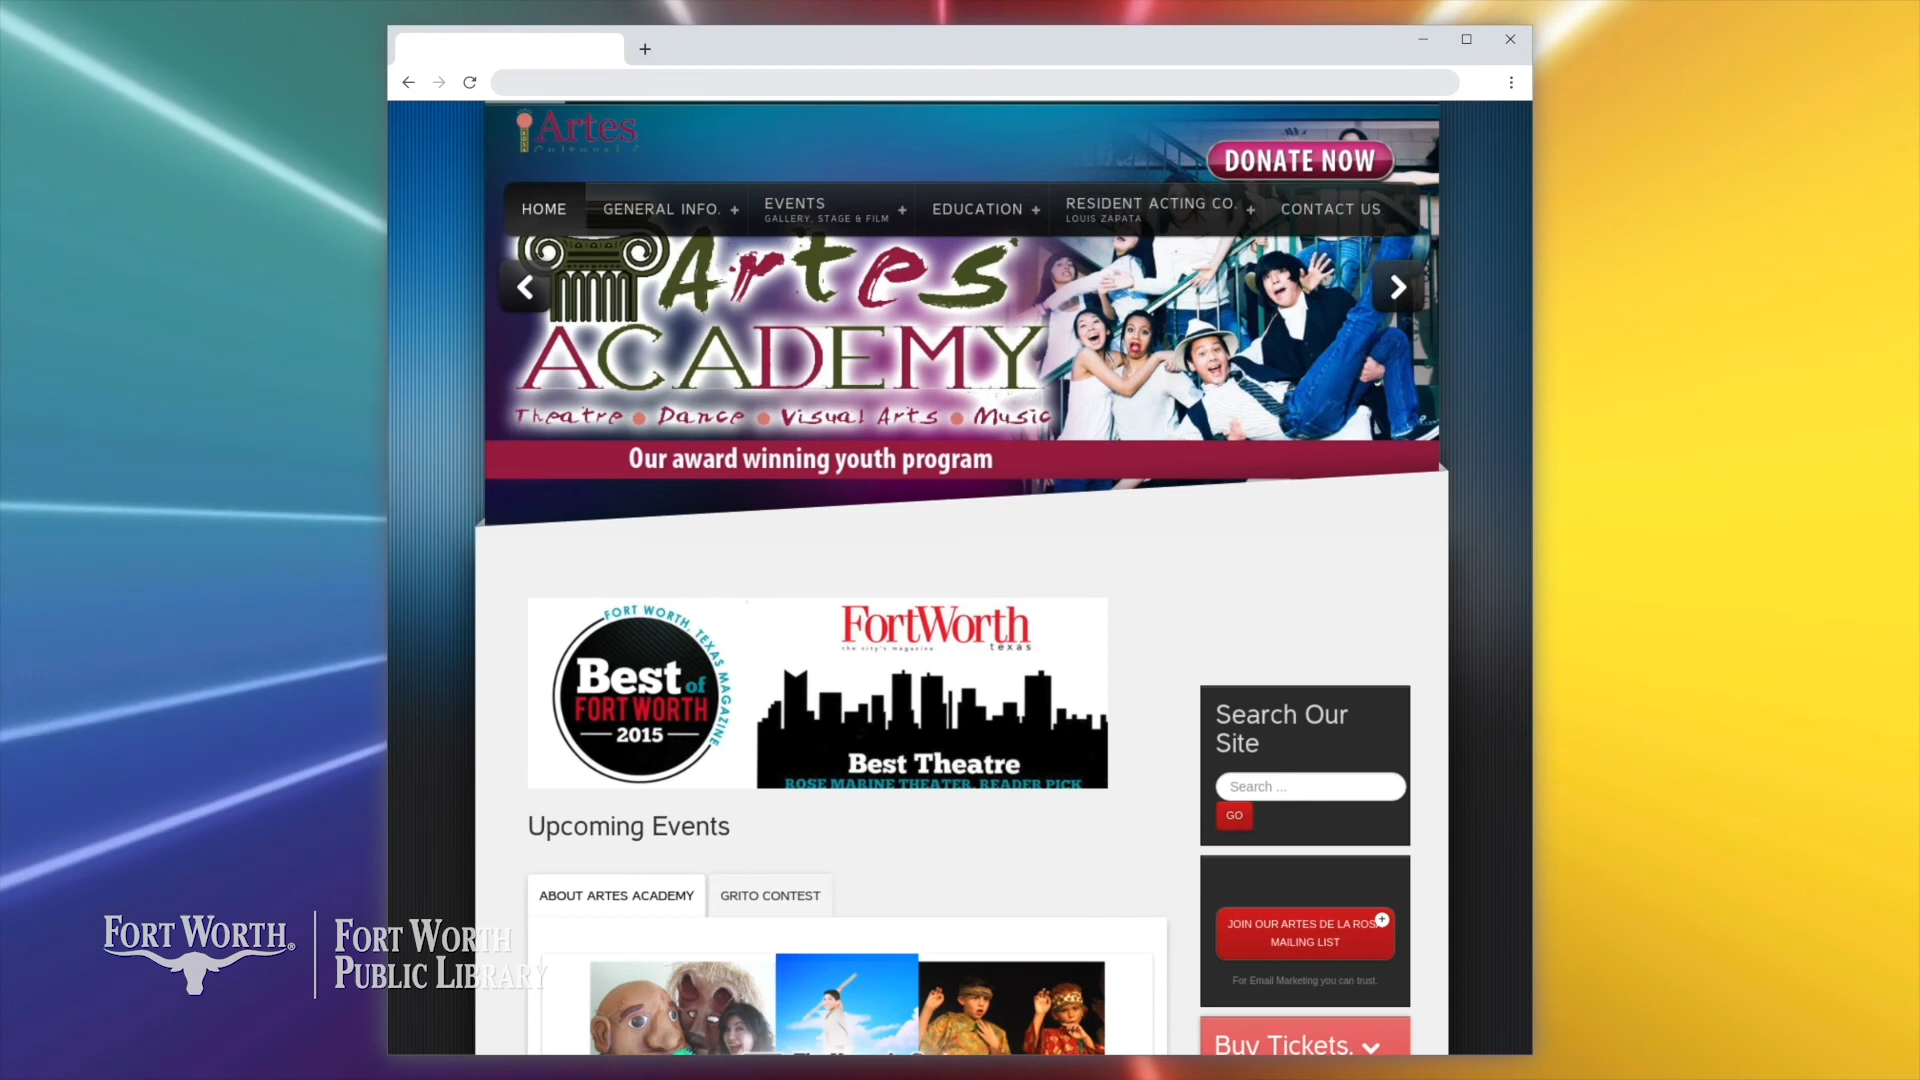 Artes
DONATE NOW
HOME
GENERAL INFO. +
EVENTS +
GALLERY, STAGE & FILM
EDUCATION +
RESIDENT ACTING CO. +
LOUIS ZAPATA
CONTACT US
Artes
ACADEMY
Theatre • Dance • Visual Arts • Music
Our award winning youth program
FORT WORTH, TEXAS MAGAZINE
Best of
FORT WORTH
2015
FortWorth
texas
the city's magazine
Best Theatre
ROSE MARINE THEATER, READER PICK
Search Our
Site
Search ...
GO
Upcoming Events
ABOUT ARTES ACADEMY
GRITO CONTEST
JOIN OUR ARTES DE LA ROSA
MAILING LIST
For Email Marketing you can trust.
Buy Tickets.
FORT WORTH®
FORT WORTH
PUBLIC LIBRARY